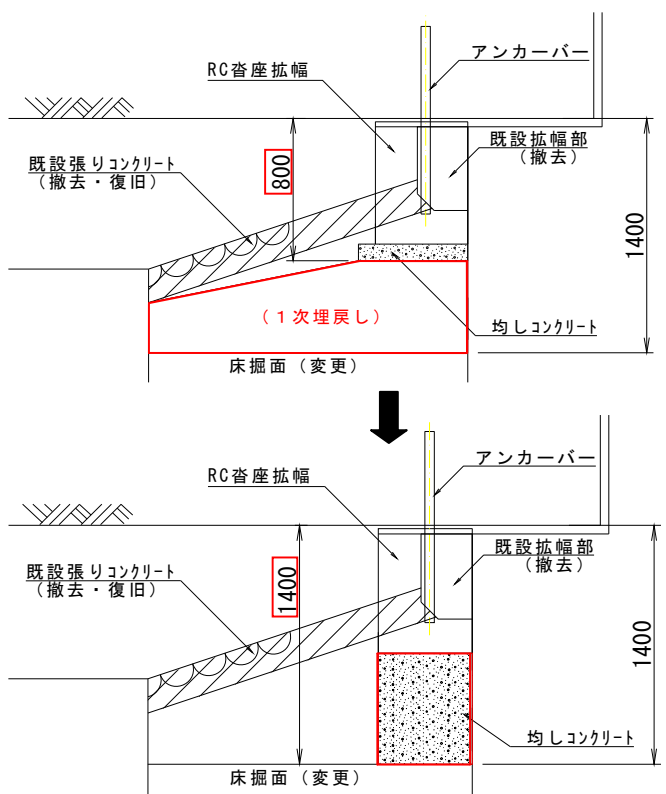 アンカーバー
RC沓座拡幅
既設拡幅部
（撤去）
既設張りコンクリート
（撤去・復旧）
800
1400
（１次埋戻し）
均しコンクリート
床掘面（変更）
アンカーバー
RC沓座拡幅
既設拡幅部
（撤去）
既設張りコンクリート
（撤去・復旧）
1400
1400
均しコンクリート
床掘面（変更）